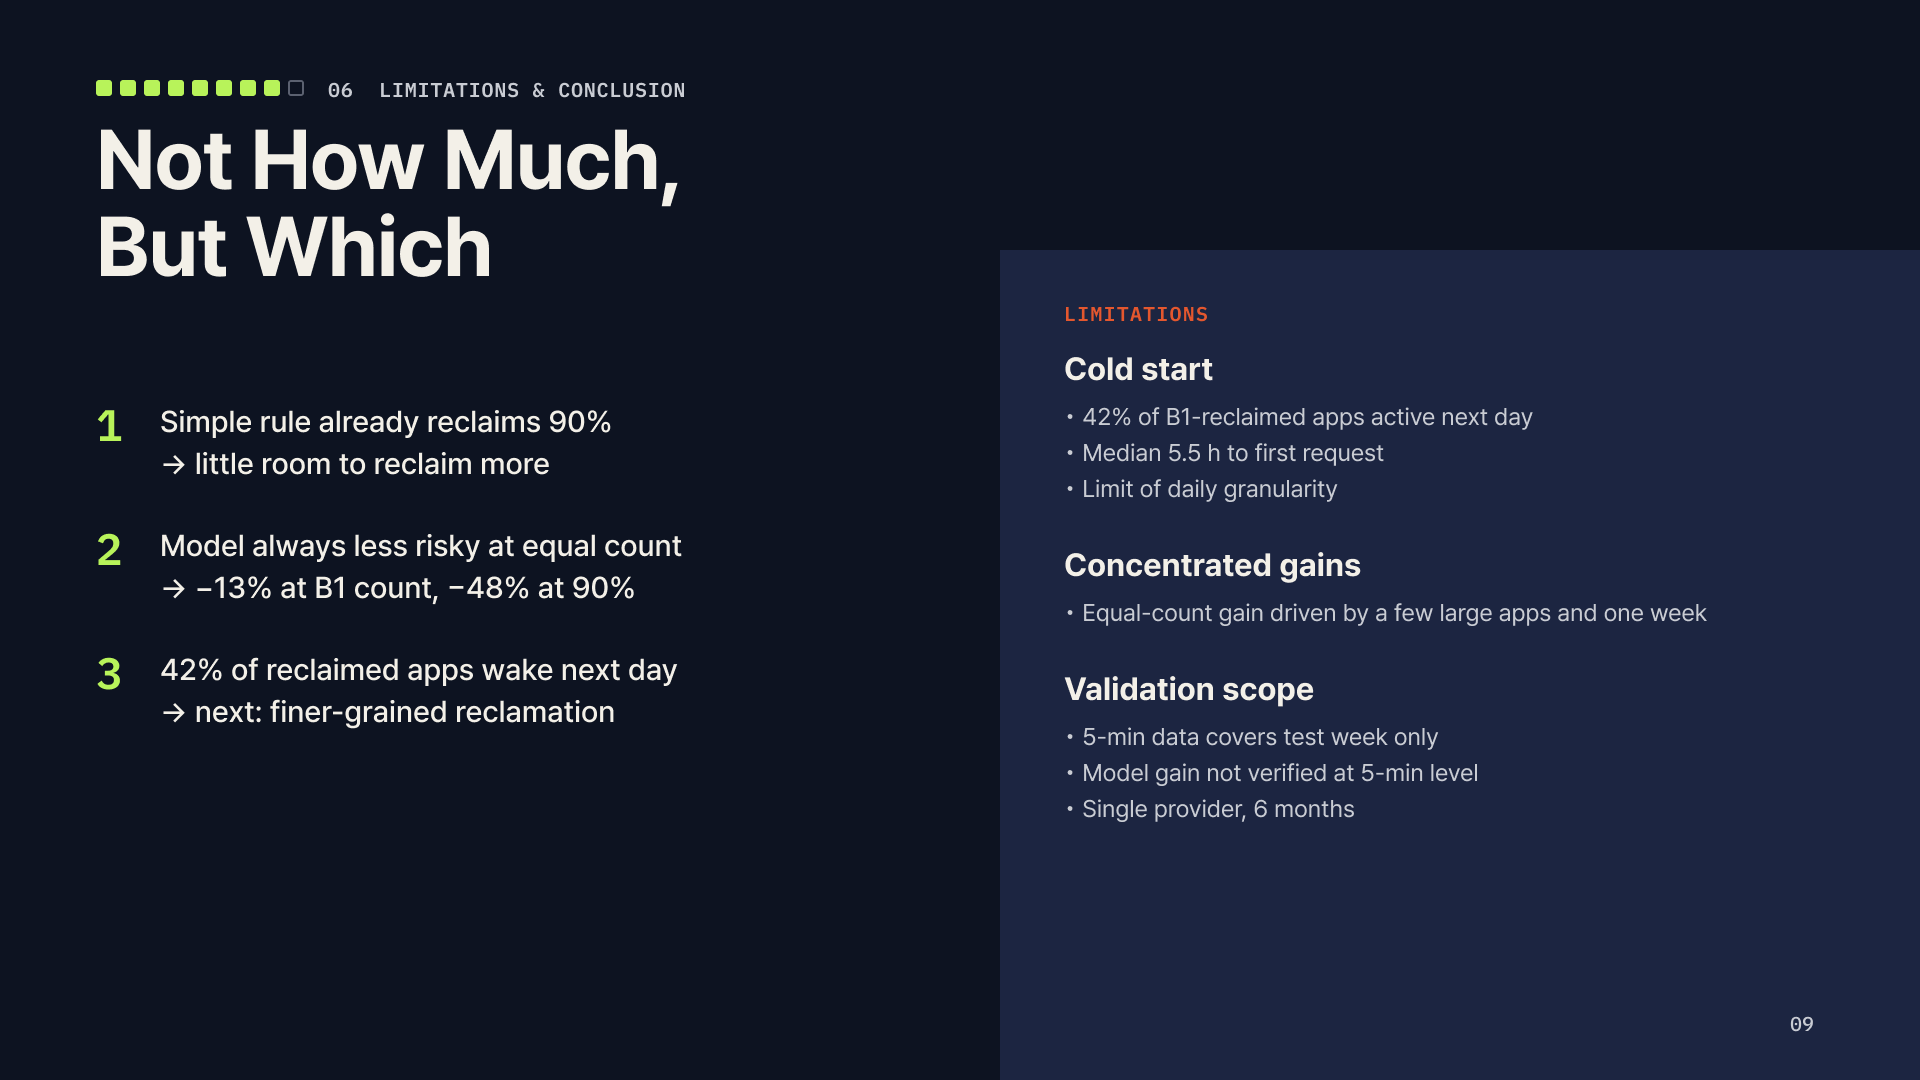 06 LIMITATIONS & CONCLUSION
Not How Much,
But Which
1 Simple rule already reclaims 90%
→ little room to reclaim more
2 Model always less risky at equal count
→ −13% at B1 count, −48% at 90%
3 42% of reclaimed apps wake next day
→ next: finer-grained reclamation
LIMITATIONS
Cold start
· 42% of B1-reclaimed apps active next day
· Median 5.5 h to first request
· Limit of daily granularity
Concentrated gains
· Equal-count gain driven by a few large apps and one week
Validation scope
· 5-min data covers test week only
· Model gain not verified at 5-min level
· Single provider, 6 months
09